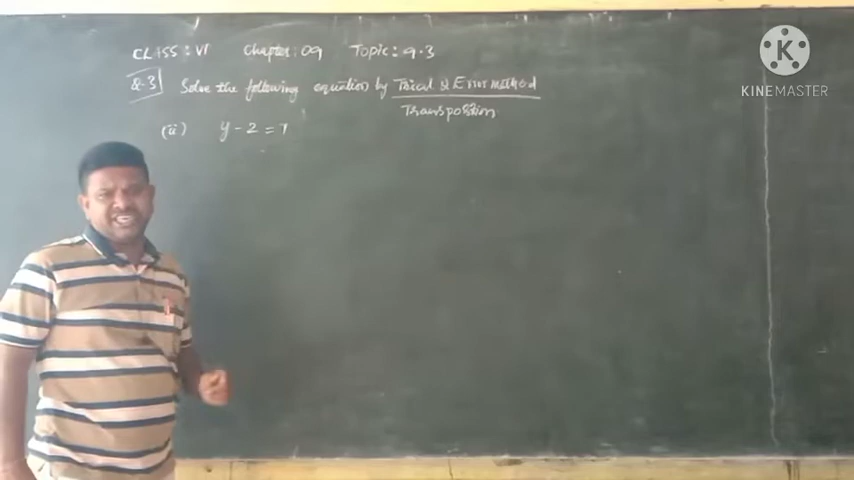 CLASS: VI Chapter: 09 Topic: 9.3
Q.3] Solve the following equation by Trical & Error method
Transposition
(ii) y - 2 = 7
K
KINEMASTER